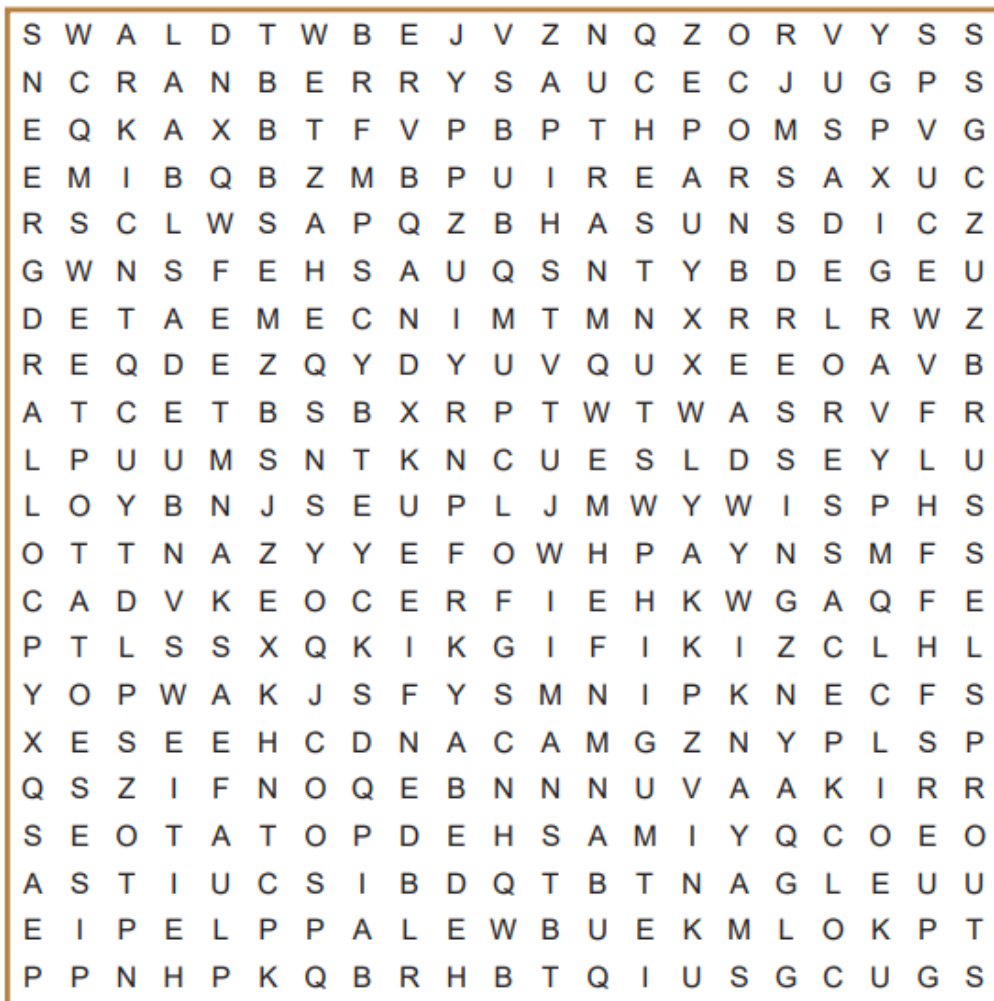 S W A L D T W B E J V Z N Q Z O R V Y S S
N C R A N B E R R Y S A U C E C J U G P S
E Q K A X B T F V P B P T H P O M S P V G
E M I B Q B Z M B P U I R E A R S A X U C
R S C L W S A P Q Z B H A S U N S D I C Z
G W N S F E H S A U Q S N T Y B D E G E U
D E T A E M E C N I M T M N X R R L R W Z
R E Q D E Z Q Y D Y U V Q U X E E O A V B
A T C E T B S B X R P T W T W A S R V F R
L P U U M S N T K N C U E S L D S E Y L U
L O Y B N J S E U P L J M W Y W I S P H S
O T T N A Z Y Y E F O W H P A Y N S M F S
C A D V K E O C E R F I E H K W G A Q F E
P T L S S X Q K I K G I F I K I Z C L H L
Y O P W A K J S F Y S M N I P K N E C F S
X E S E E H C D N A C A M G Z N Y P L S P
Q S Z I F N O Q E B N N N U V A A K I R R
S E O T A T O P D E H S A M I Y Q C O E O
A S T I U C S I B D Q T B T N A G L E U U
E I P E L P P A L E W B U E K M L O K P T
P P N H P K Q B R H B T Q I U S G C U G S